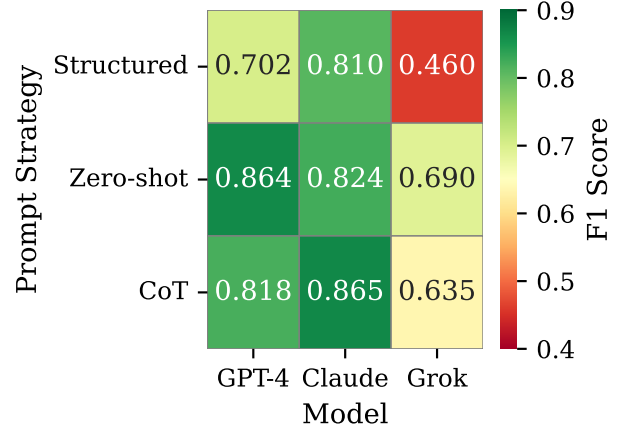 Prompt Strategy
Structured
Zero-shot
CoT
0.702 0.810 0.460
0.864 0.824 0.690
0.818 0.865 0.635
GPT-4 Claude Grok
Model
0.9
0.8
0.7
0.6
0.5
0.4
F1 Score